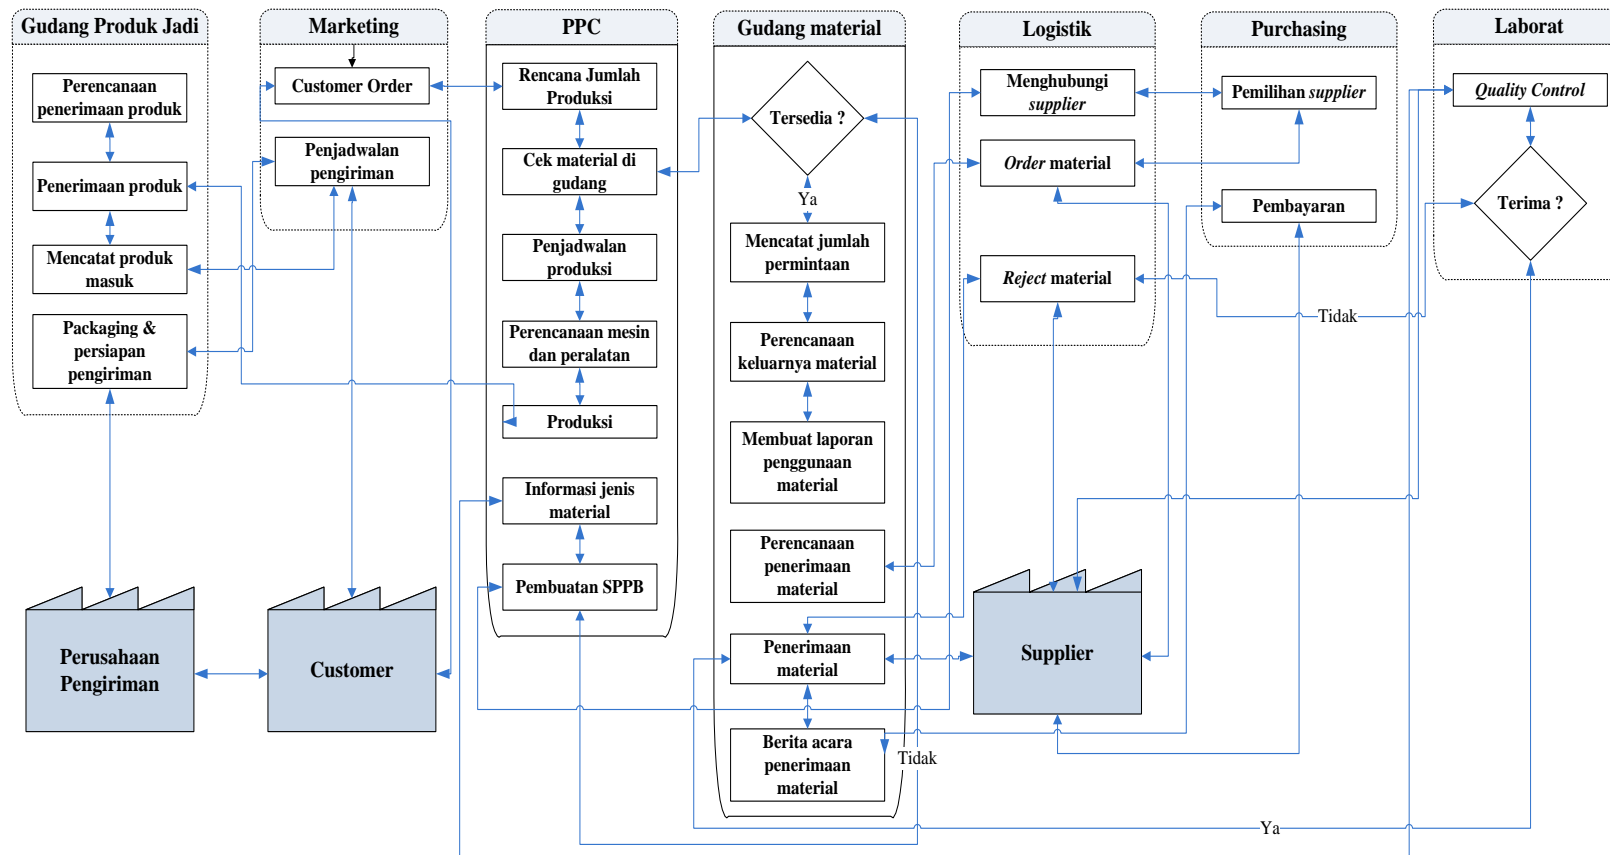 Gudang Produk Jadi
Perencanaan
penerimaan produk
Penerimaan produk
Mencatat produk
masuk
Packaging &
persiapan
pengiriman
Perusahaan
Pengiriman
Marketing
Customer Order
Penjadwalan
pengiriman
Customer
PPC
Rencana Jumlah
Produksi
Cek material di
gudang
Penjadwalan
produksi
Perencanaan mesin
dan peralatan
Produksi
Informasi jenis
material
Pembuatan SPPB
Gudang material
Tersedia ?
Ya
Mencatat jumlah
permintaan
Perencanaan
keluarnya material
Membuat laporan
penggunaan
material
Perencanaan
penerimaan
material
Penerimaan
material
Berita acara
penerimaan
material
Tidak
Logistik
Menghubungi
supplier
Order material
Reject material
Supplier
Purchasing
Pemilihan supplier
Pembayaran
Tidak
Ya
Laborat
Quality Control
Terima ?